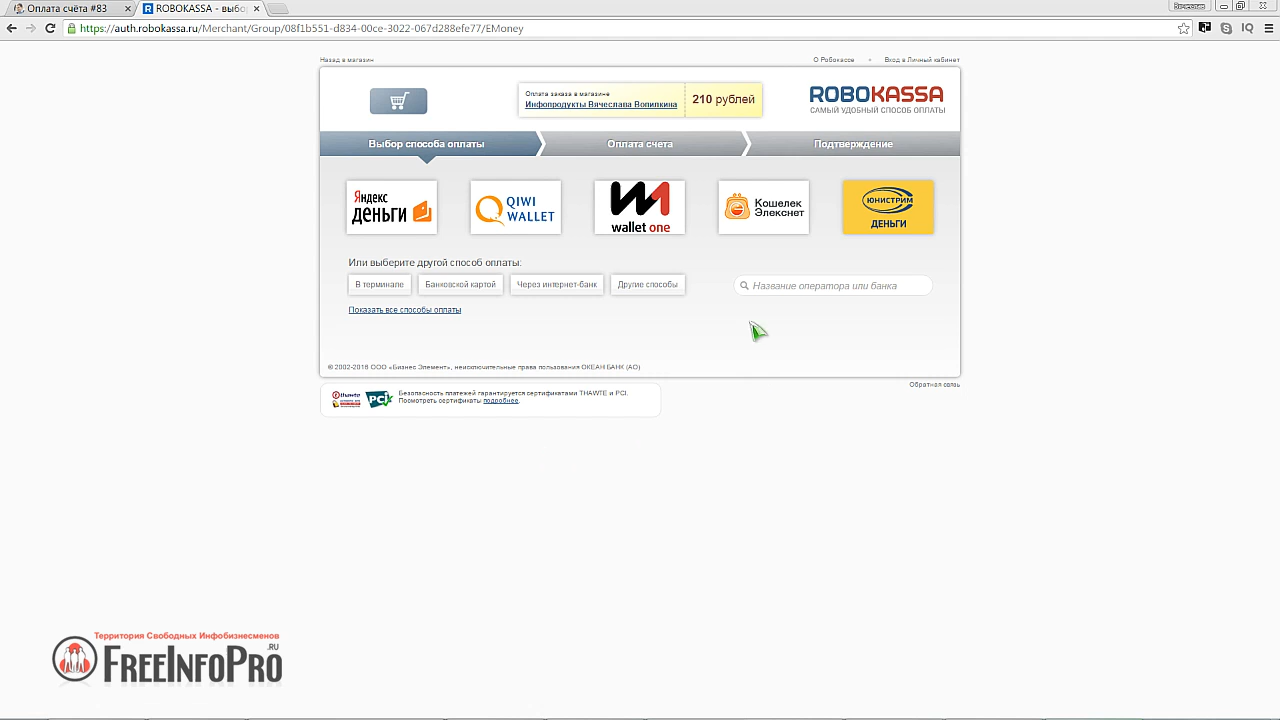 Оплата счёта #83
ROBOKASSA - выбо
https://auth.robokassa.ru/Merchant/Group/08f1b551-d834-00ce-3022-067d288efe77/EMoney
Назад в магазин
О Робокассе • Вход в Личный кабинет
Оплата заказа в магазине
Инфопродукты Вячеслава Вопилкина
210 рублей
ROBOKASSA
САМЫЙ УДОБНЫЙ СПОСОБ ОПЛАТЫ
Выбор способа оплаты
Оплата счета
Подтверждение
Яндекс
деньги
QIWI
WALLET
wallet one
Кошелек
Элекснет
ЮНИСТРИМ
ДЕНЬГИ
Или выберите другой способ оплаты:
В терминале
Банковской картой
Через интернет-банк
Другие способы
Название оператора или банка
Показать все способы оплаты
© 2002-2016 ООО «Бизнес Элемент», неисключительные права пользования ОКЕАН БАНК (АО)
Обратная связь
thawte
PCI
Безопасность платежей гарантируется сертификатами THAWTE и PCI.
Посмотреть сертификаты подробнее.
Территория Свободных Инфобизнесменов
FREEINFOPRO
.RU